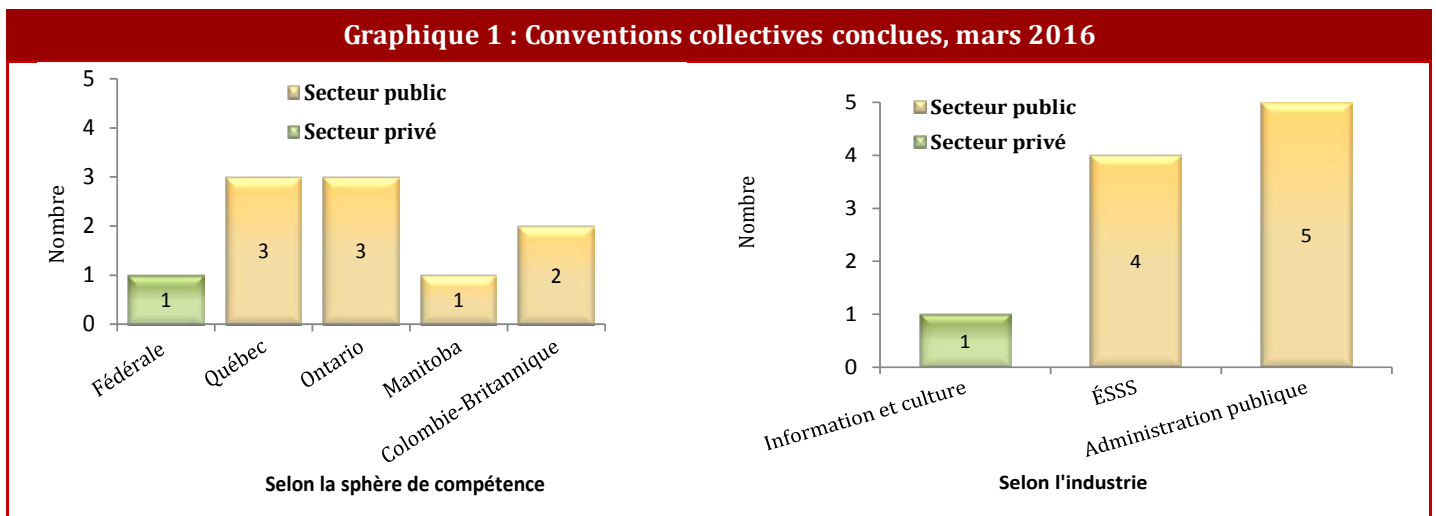 Graphique 1 : Conventions collectives conclues, mars 2016
Secteur public
Secteur privé
Nombre
5
4
3
2
1
0
1
3
3
1
2
Fédérale
Québec
Ontario
Manitoba
Colombie-Britannique
Selon la sphère de compétence
Secteur public
Secteur privé
Nombre
5
4
3
2
1
0
1
4
5
Information et culture
ÉSSS
Administration publique
Selon l'industrie